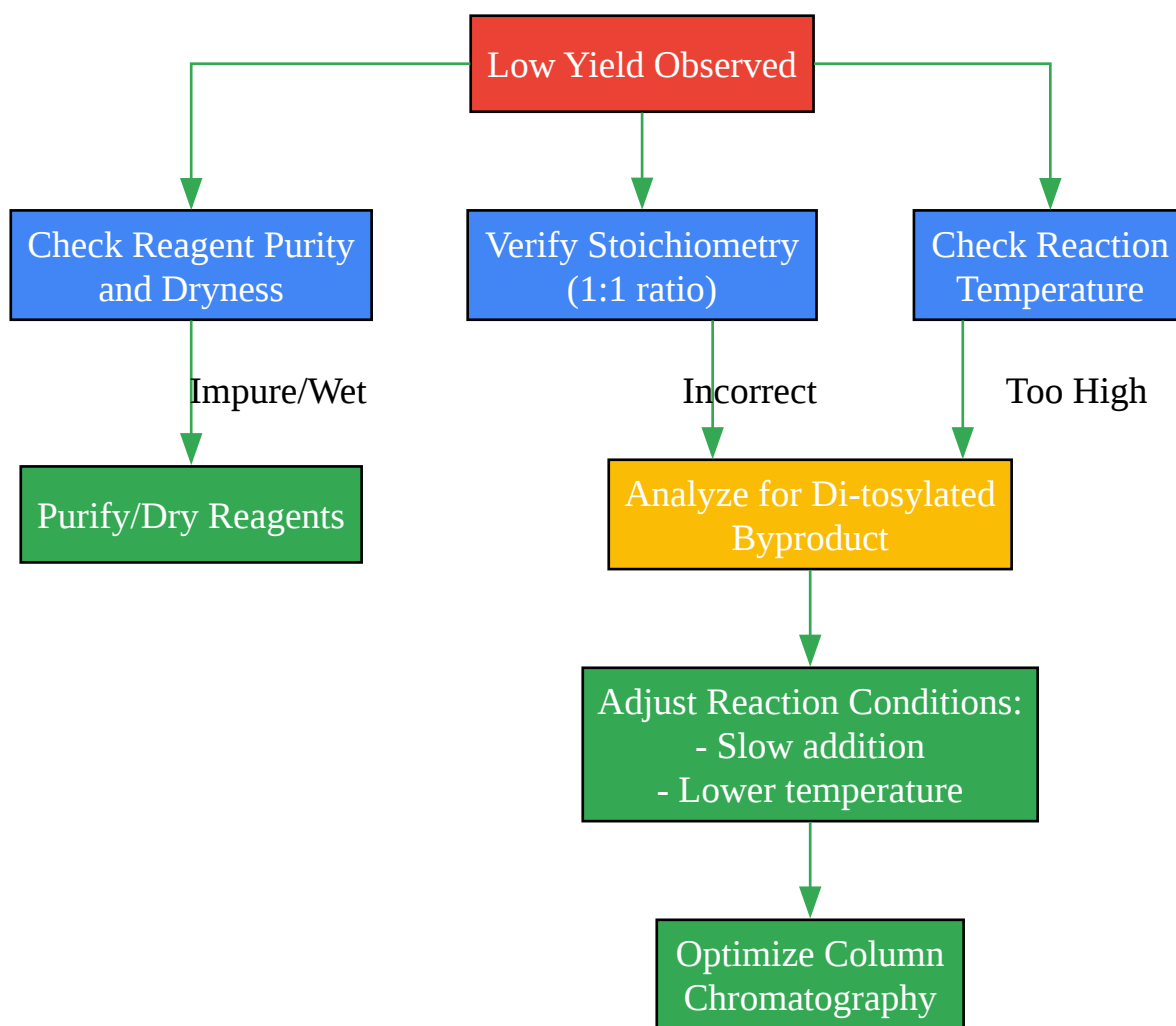 Low Yield Observed
Check Reagent Purity
and Dryness
Verify Stoichiometry
(1:1 ratio)
Check Reaction
Temperature
Impure/Wet
Incorrect
Too High
Purify/Dry Reagents
Analyze for Di-tosylated
Byproduct
Adjust Reaction Conditions:
- Slow addition
- Lower temperature
Optimize Column
Chromatography